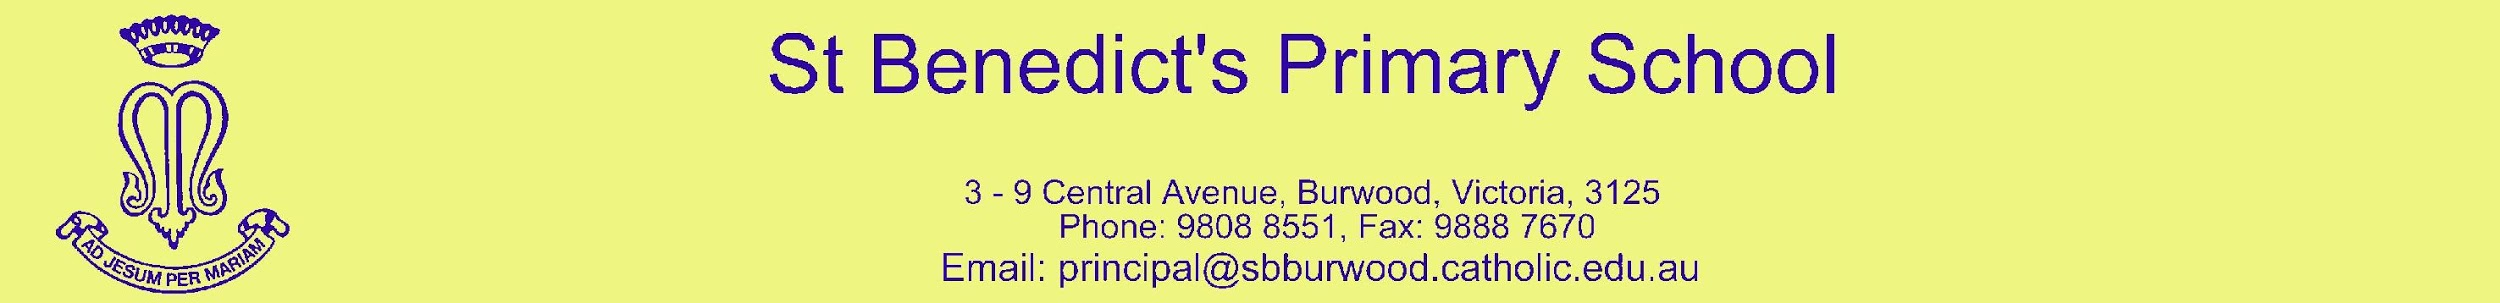 St Benedict's Primary School
3 - 9 Central Avenue, Burwood, Victoria, 3125
Phone: 9808 8551, Fax: 9888 7670
Email: principal@sbburwood.catholic.edu.au
AD JESUM PER MARIAM